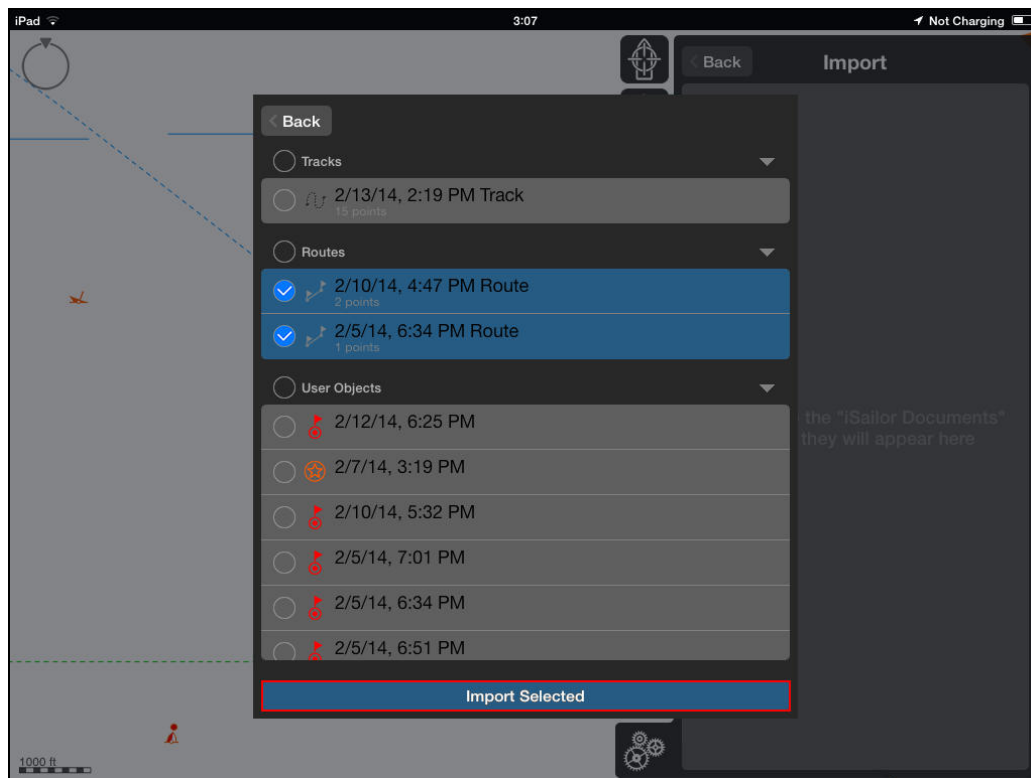 iPad 3:07 Not Charging
Back Import
Back
Tracks
2/13/14, 2:19 PM Track
15 points
Routes
2/10/14, 4:47 PM Route
2 points
2/5/14, 6:34 PM Route
1 points
User Objects
2/12/14, 6:25 PM
2/7/14, 3:19 PM
the "iSailor Documents"
2/10/14, 5:32 PM
they will appear here
2/5/14, 7:01 PM
2/5/14, 6:34 PM
2/5/14, 6:51 PM
Import Selected
1000 ft